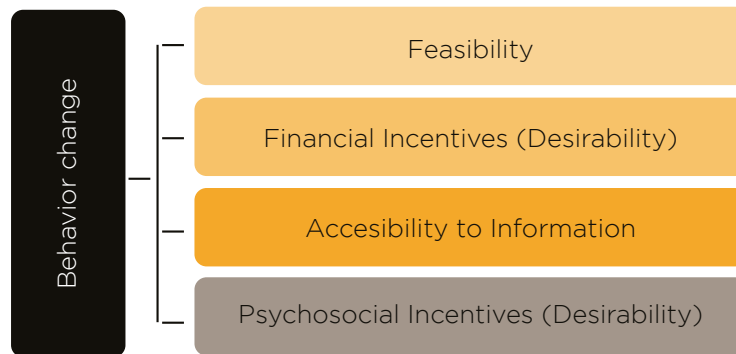 Behavior change
Feasibility
Financial Incentives (Desirability)
Accesibility to Information
Psychosocial Incentives (Desirability)